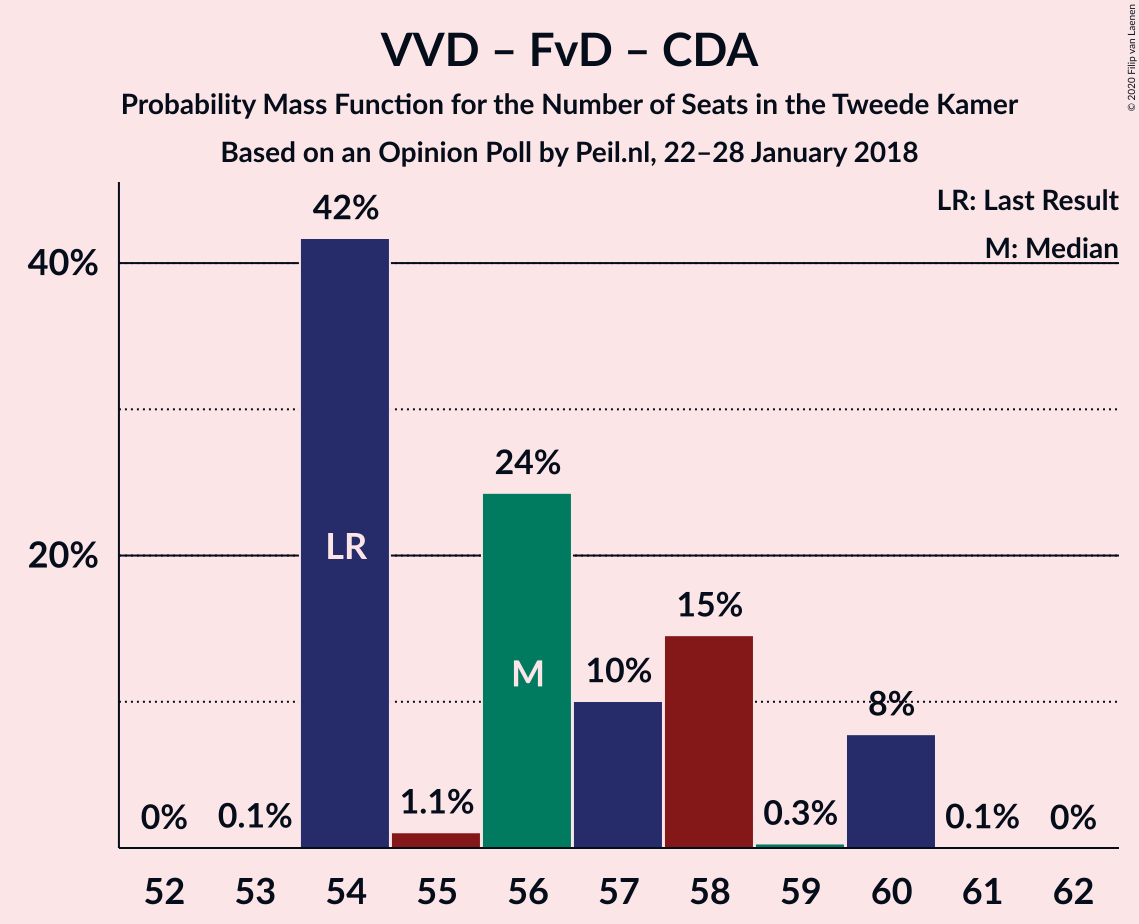 VVD – FvD – CDA
Probability Mass Function for the Number of Seats in the Tweede Kamer
Based on an Opinion Poll by Peil.nl, 22–28 January 2018
© 2020 Filip van Laenen
LR: Last Result
M: Median
40%
20%
0%
0.1%
42%
LR
1.1%
24%
M
10%
15%
0.3%
8%
0.1%
0%
52 53 54 55 56 57 58 59 60 61 62